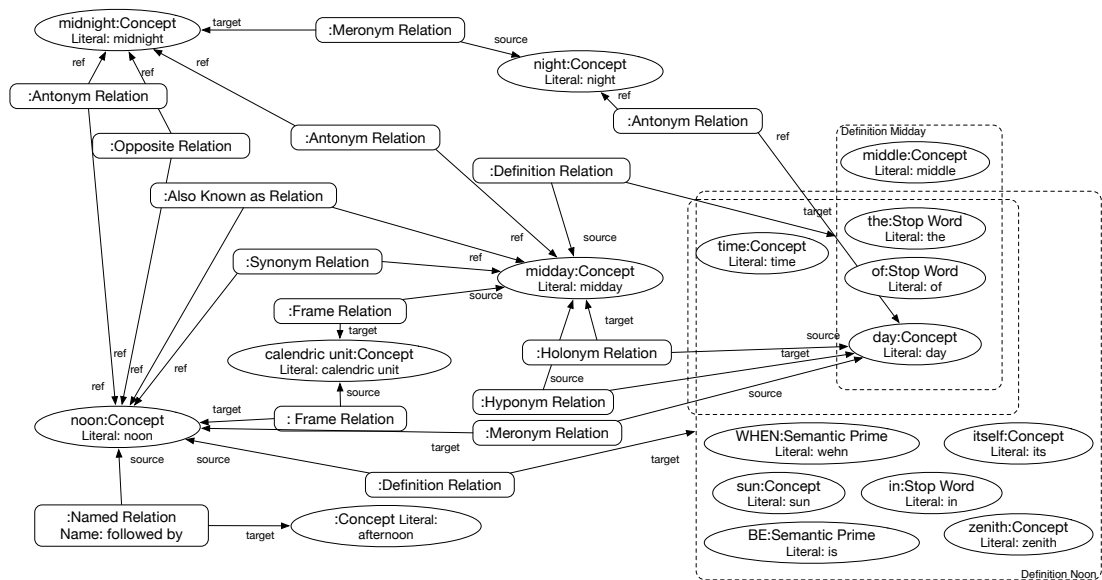 midnight:Concept
Literal: midnight
target
:Meronym Relation
source
night:Concept
Literal: night
ref
ref
ref
ref
:Antonym Relation
:Antonym Relation
:Antonym Relation
:Opposite Relation
ref
Definition Midday
middle:Concept
Literal: middle
:Definition Relation
:Also Known as Relation
target
the:Stop Word
Literal: the
ref
source
time:Concept
Literal: time
:Synonym Relation
ref
midday:Concept
Literal: midday
of:Stop Word
Literal: of
source
:Frame Relation
target
target
source
day:Concept
Literal: day
calendric unit:Concept
Literal: calendric unit
:Holonym Relation
target
ref
ref
ref
ref
source
source
source
:Hyponym Relation
noon:Concept
Literal: noon
target
: Frame Relation
:Meronym Relation
target
WHEN:Semantic Prime
Literal: wehn
itself:Concept
Literal: its
source
source
target
:Definition Relation
sun:Concept
Literal: sun
in:Stop Word
Literal: in
:Named Relation
Name: followed by
target
:Concept Literal:
afternoon
BE:Semantic Prime
Literal: is
zenith:Concept
Literal: zenith
Definition Noon